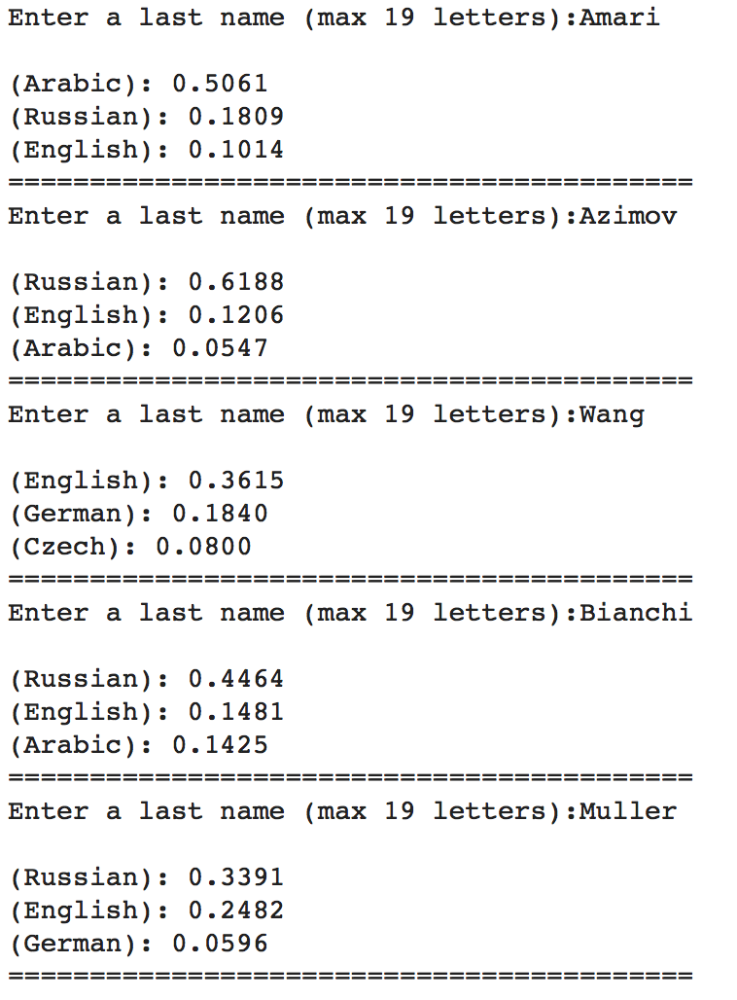 Enter a last name (max 19 letters):Amari
(Arabic): 0.5061
(Russian): 0.1809
(English): 0.1014
==========================================
Enter a last name (max 19 letters):Azimov
(Russian): 0.6188
(English): 0.1206
(Arabic): 0.0547
==========================================
Enter a last name (max 19 letters):Wang
(English): 0.3615
(German): 0.1840
(Czech): 0.0800
==========================================
Enter a last name (max 19 letters):Bianchi
(Russian): 0.4464
(English): 0.1481
(Arabic): 0.1425
==========================================
Enter a last name (max 19 letters):Muller
(Russian): 0.3391
(English): 0.2482
(German): 0.0596
==========================================